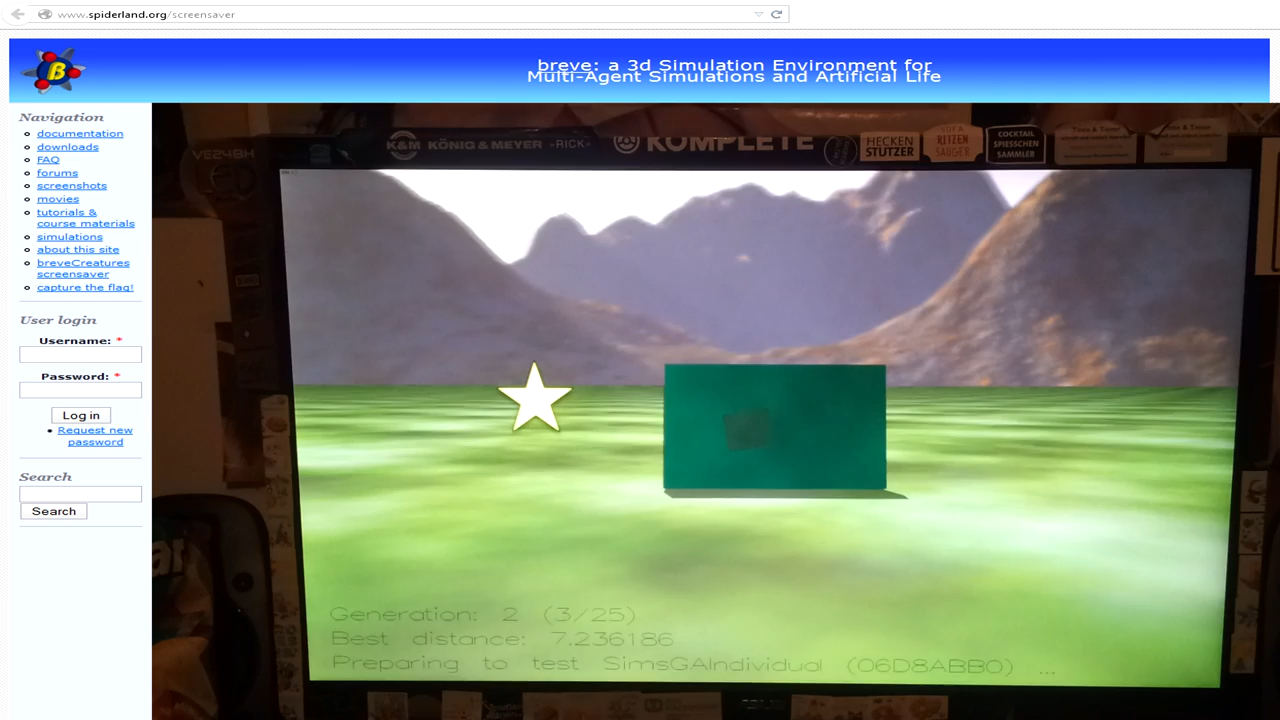 www.spiderland.org/screensaver
breve: a 3d Simulation Environment for
Multi-Agent Simulations and Artificial Life
β
Navigation
documentation
downloads
FAQ
forums
screenshots
movies
tutorials &
course materials
simulations
about this site
breveCreatures
screensaver
capture the flag!
User login
Username: *
Password: *
Log in
Request new
password
Search
Search
VE248H
K&M KÖNIG & MEYER -RICK-
KOMPLETE
HECKEN
STUTZER
COCKTAIL
SPIESSCHEN
SAMMLER
Generation: 2 (3/25)
Best distance: 7.236186
Preparing to test SimsGAIndividual (06D8ABB0) ...